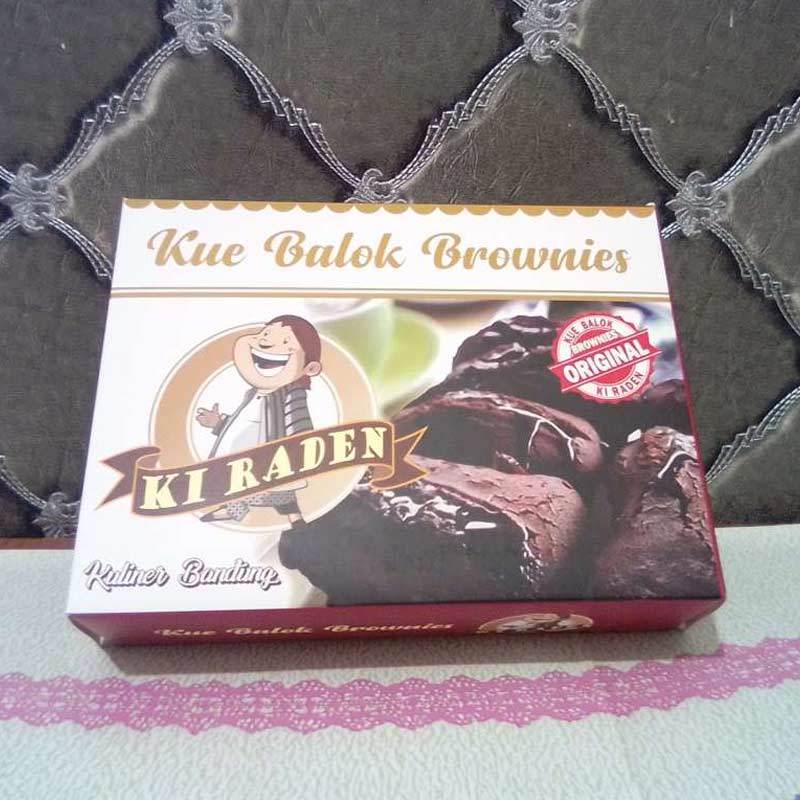 Kue Balok Brownies
KUE BALOK
BROWNIES
ORIGINAL
KI RADEN
KI RADEN
Kuliner Bandung
Kue Balok Brownies